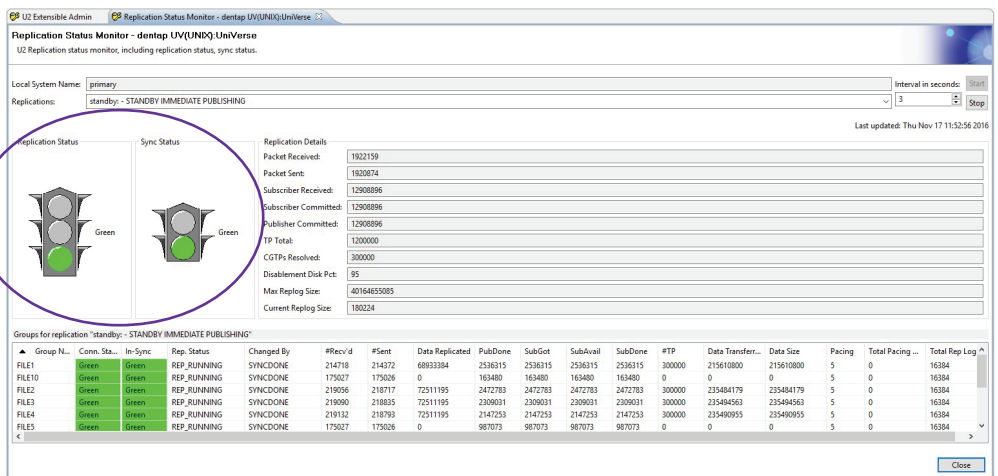 U2 Extensible Admin Replication Status Monitor - dentap UV(UNIX):UniVerse
Replication Status Monitor - dentap UV(UNIX):UniVerse
U2 Replication status monitor, including replication status, sync status.
Local System Name: primary Interval in seconds: Start
Replications: standby: - STANDBY IMMEDIATE PUBLISHING 3 Stop
Last updated: Thu Nov 17 11:52:56 2016
Replication Status Sync Status Replication Details
Packet Received: 1922159
Packet Sent: 1920874
Subscriber Received: 12908896
Subscriber Committed: 12908896
Publisher Committed: 12908896
Green Green
TP Total: 1200000
CGTPs Resolved: 300000
Disablement Disk Pct: 95
Max Replog Size: 40164655085
Current Replog Size: 180224
Groups for replication "standby: - STANDBY IMMEDIATE PUBLISHING"
Group N... Conn. Sta... In-Sync Rep. Status Changed By #Recv'd #Sent Data Replicated PubDone SubGot SubAvail SubDone #TP Data Transferr... Data Size Pacing Total Pacing ... Total Rep Log
FILE1 Green Green REP_RUNNING SYNCDONE 214718 214372 68933384 2536315 2536315 2536315 2536315 300000 215610800 215610800 5 0 16384
FILE10 Green Green REP_RUNNING SYNCDONE 175027 175026 0 163480 163480 163480 163480 0 0 0 5 0 16384
FILE2 Green Green REP_RUNNING SYNCDONE 219056 218717 72511195 2472783 2472783 2472783 2472783 300000 235484179 235484179 5 0 16384
FILE3 Green Green REP_RUNNING SYNCDONE 219090 218835 72511195 2309031 2309031 2309031 2309031 300000 235494563 235494563 5 0 16384
FILE4 Green Green REP_RUNNING SYNCDONE 219132 218793 72511195 2147253 2147253 2147253 2147253 300000 235490955 235490955 5 0 16384
FILE5 Green Green REP_RUNNING SYNCDONE 175027 175026 0 987073 987073 987073 987073 0 0 0 5 0 16384
Close